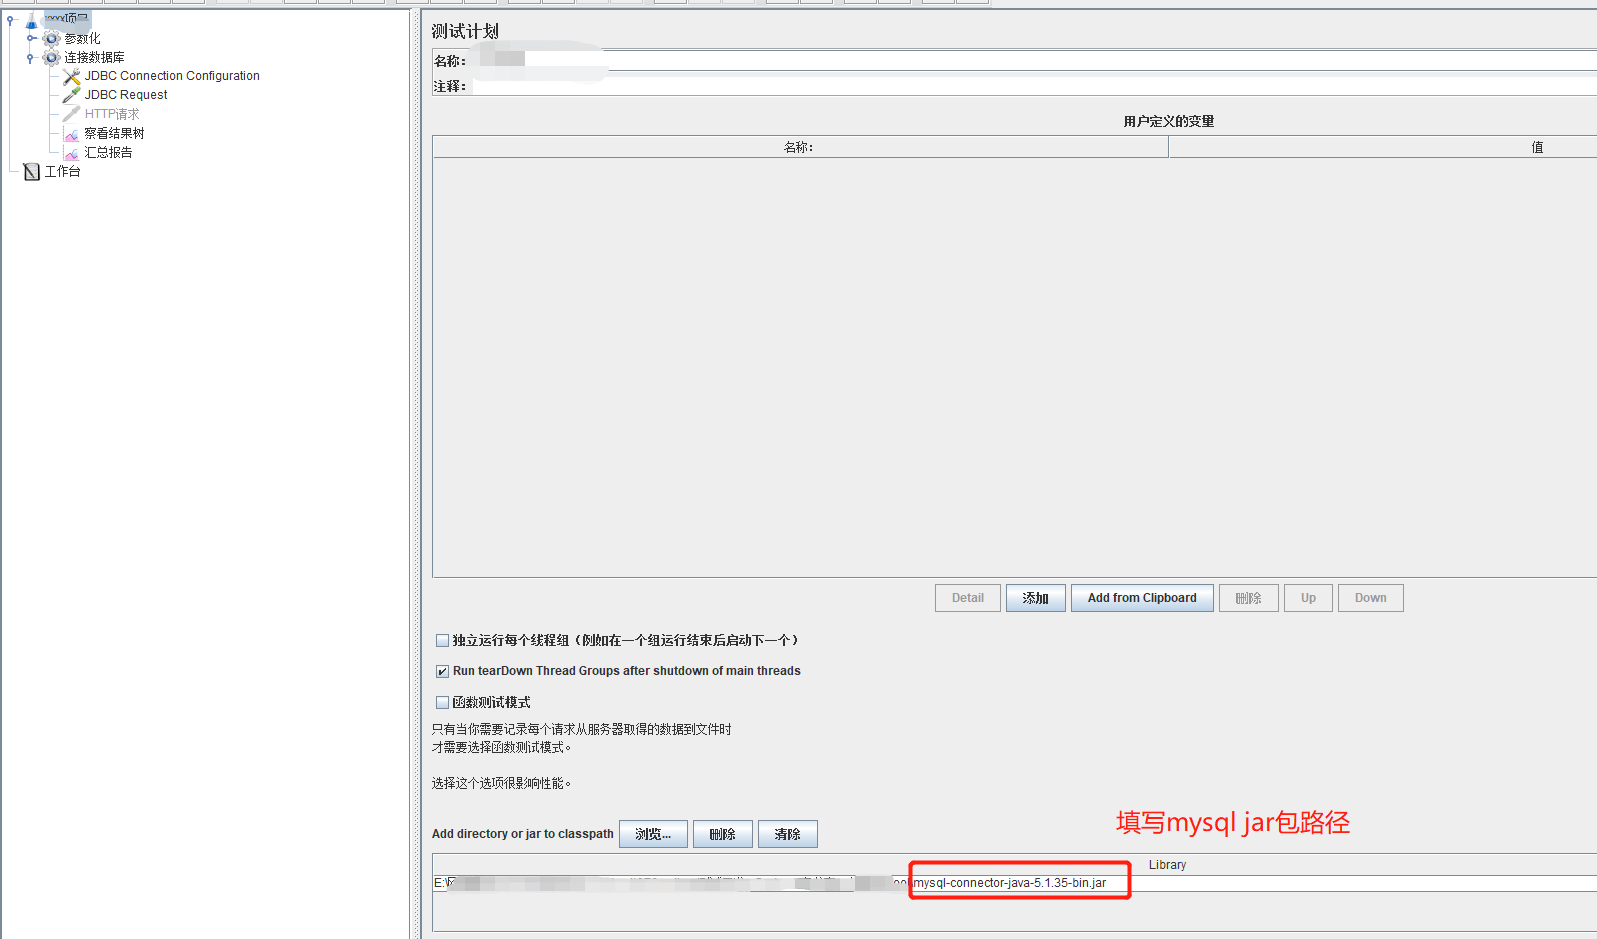 xxxx项目
参数化
连接数据库
JDBC Connection Configuration
JDBC Request
HTTP请求
察看结果树
汇总报告
工作台
测试计划
名称：
注释：
用户定义的变量
名称： 值
Detail 添加 Add from Clipboard 删除 Up Down
独立运行每个线程组（例如在一个组运行结束后启动下一个）
Run tearDown Thread Groups after shutdown of main threads
函数测试模式
只有当你需要记录每个请求从服务器取得的数据到文件时
才需要选择函数测试模式。
选择这个选项很影响性能。
填写mysql jar包路径
Add directory or jar to classpath 浏览... 删除 清除
Library
E:\ mysql-connector-java-5.1.35-bin.jar